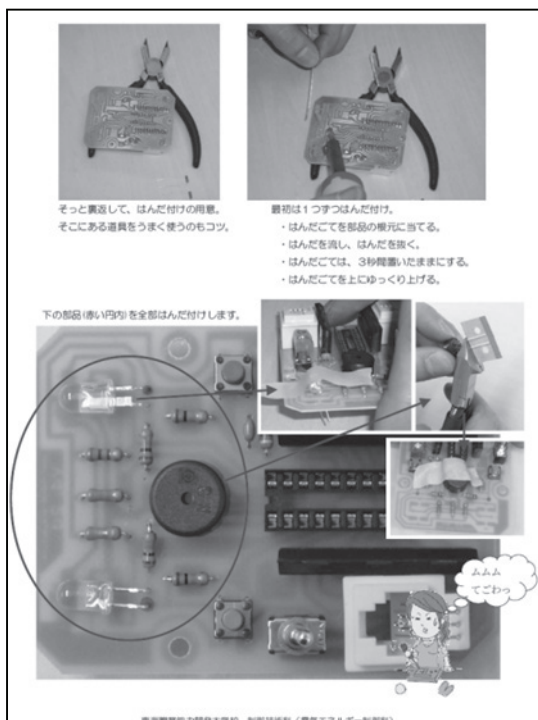 そっと裏返して、はんだ付けの用意。
そこにある道具をうまく使うのもコツ。
最初は１つずつはんだ付け。
・はんだごてを部品の根元に当てる。
・はんだを流し、はんだを抜く。
・はんだごては、３秒間置いたままにする。
・はんだごてを上にゆっくり上げる。
下の部品(赤い円内)を全部はんだ付けします。
ムムム
てごわっ